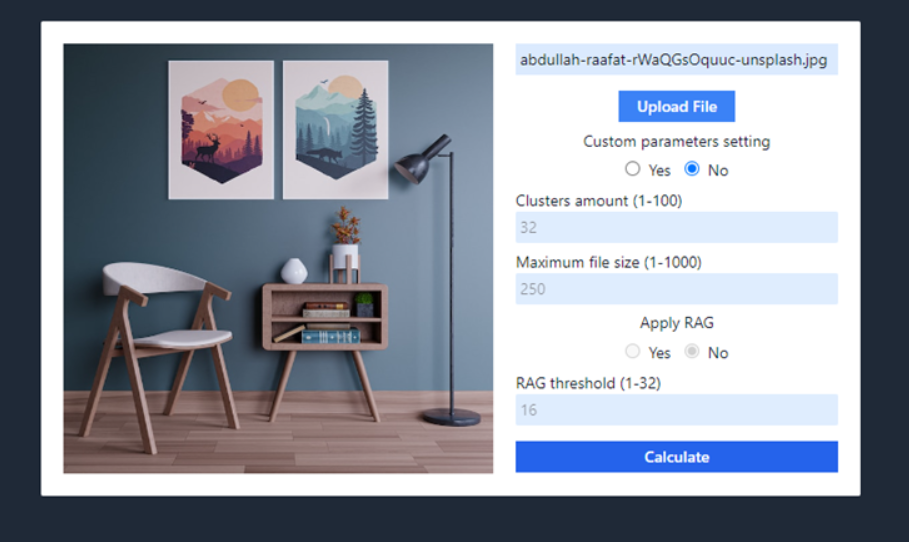 abdullah-raafat-rWaQGsOquuc-unsplash.jpg
Upload File
Custom parameters setting
Yes No
Clusters amount (1-100)
32
Maximum file size (1-1000)
250
Apply RAG
Yes No
RAG threshold (1-32)
16
Calculate